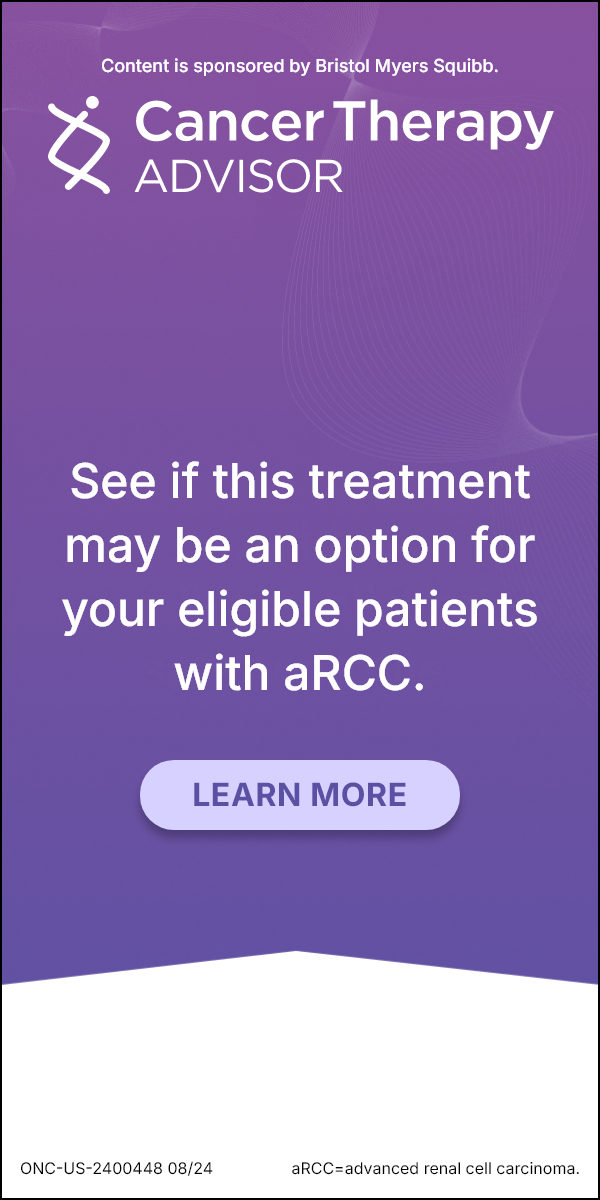 Content is sponsored by Bristol Myers Squibb.
Cancer Therapy
ADVISOR
See if this treatment
may be an option for
your eligible patients
with aRCC.
LEARN MORE
ONC-US-2400448 08/24
aRCC=advanced renal cell carcinoma.